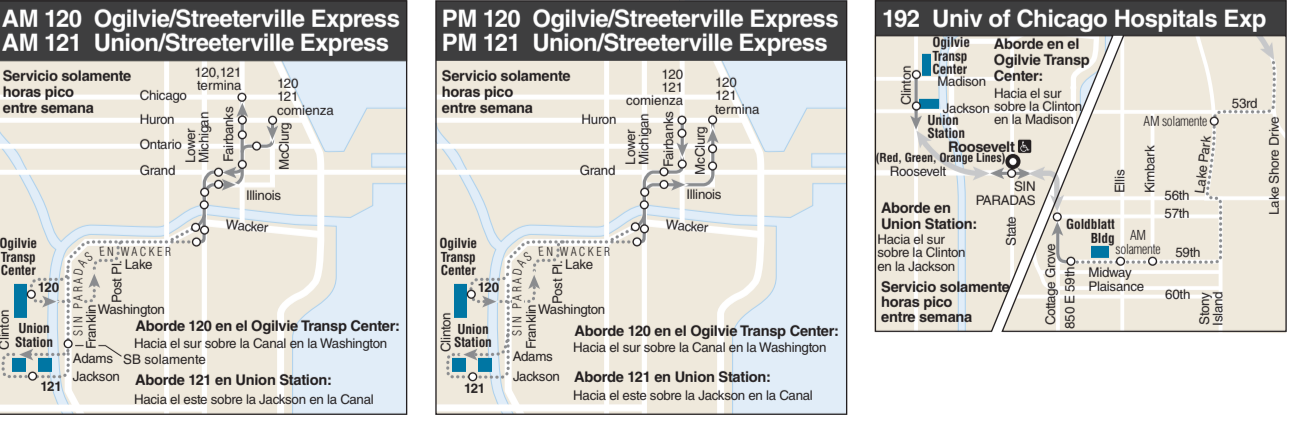 AM 120 Ogilvie/Streeterville Express
AM 121 Union/Streeterville Express
Servicio solamente
horas pico
entre semana
120,121
termina
120
121
comienza
Chicago
Huron
Ontario
Grand
Lower
Michigan
Fairbanks
McClurg
Illinois
Wacker
SIN PARADAS EN WACKER
Ogilvie
Transp
Center
120
Lake
Post Pl.
Washington
Franklin
Clinton
Union
Station
Adams
SB solamente
Jackson
121
Aborde 120 en el Ogilvie Transp Center:
Hacia el sur sobre la Canal en la Washington
Aborde 121 en Union Station:
Hacia el este sobre la Jackson en la Canal
PM 120 Ogilvie/Streeterville Express
PM 121 Union/Streeterville Express
Servicio solamente
horas pico
entre semana
120
121
comienza
120
121
termina
Huron
Grand
Lower
Michigan
Fairbanks
McClurg
Illinois
Wacker
SIN PARADAS EN WACKER
Ogilvie
Transp
Center
120
Lake
Post Pl.
Washington
Franklin
Clinton
Union
Station
Adams
Jackson
121
Aborde 120 en el Ogilvie Transp Center:
Hacia el sur sobre la Canal en la Washington
Aborde 121 en Union Station:
Hacia el este sobre la Jackson en la Canal
192 Univ of Chicago Hospitals Exp
Ogilvie
Transp
Center
Madison
Clinton
Jackson
Union
Station
Aborde en el
Ogilvie Transp
Center:
Hacia el sur
sobre la Clinton
en la Madison
Roosevelt
(Red, Green, Orange Lines)
Roosevelt
SIN
PARADAS
State
Aborde en
Union Station:
Hacia el sur
sobre la Clinton
en la Jackson
Servicio solamente
horas pico
entre semana
53rd
AM solamente
Lake Park
Lake Shore Drive
Ellis
Kimbark
56th
57th
Goldblatt
Bldg
AM
solamente
59th
Midway
Plaisance
60th
Cottage Grove
850 E 59th
Stony
Island